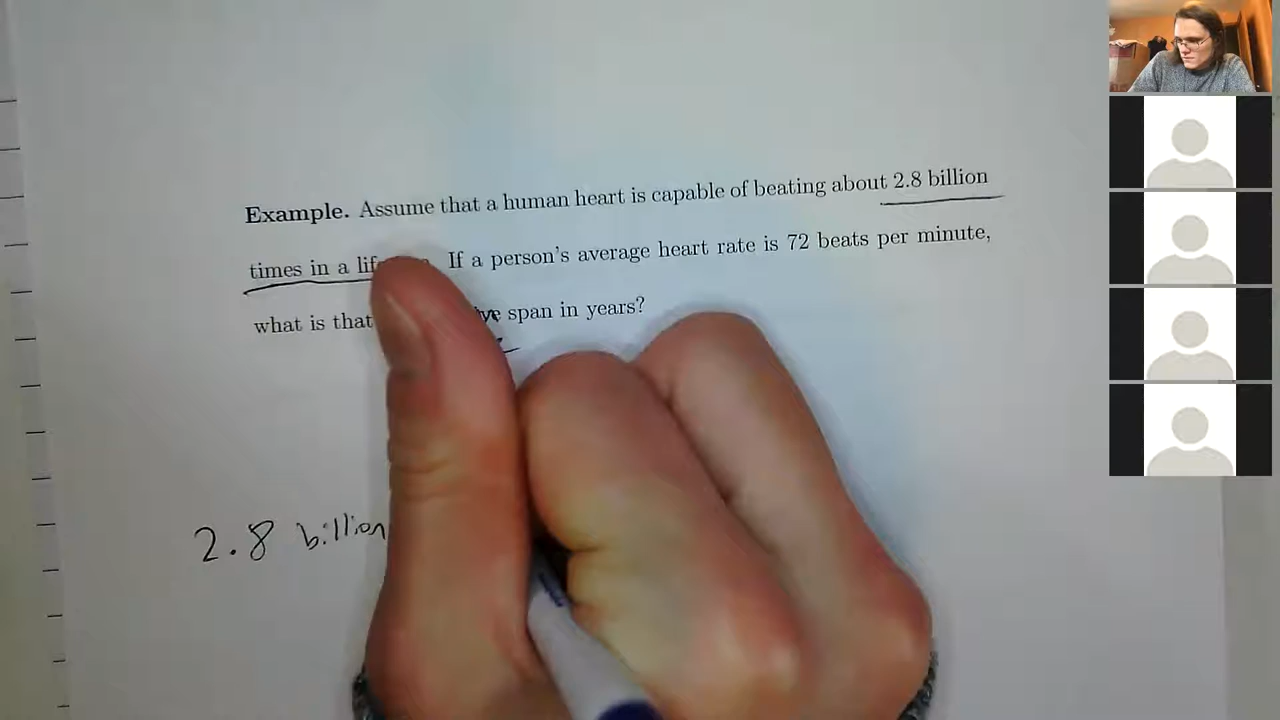 Example. Assume that a human heart is capable of beating about 2.8 billion
times in a If a person's average heart rate is 72 beats per minute,
what is that span in years?
2.8 billion